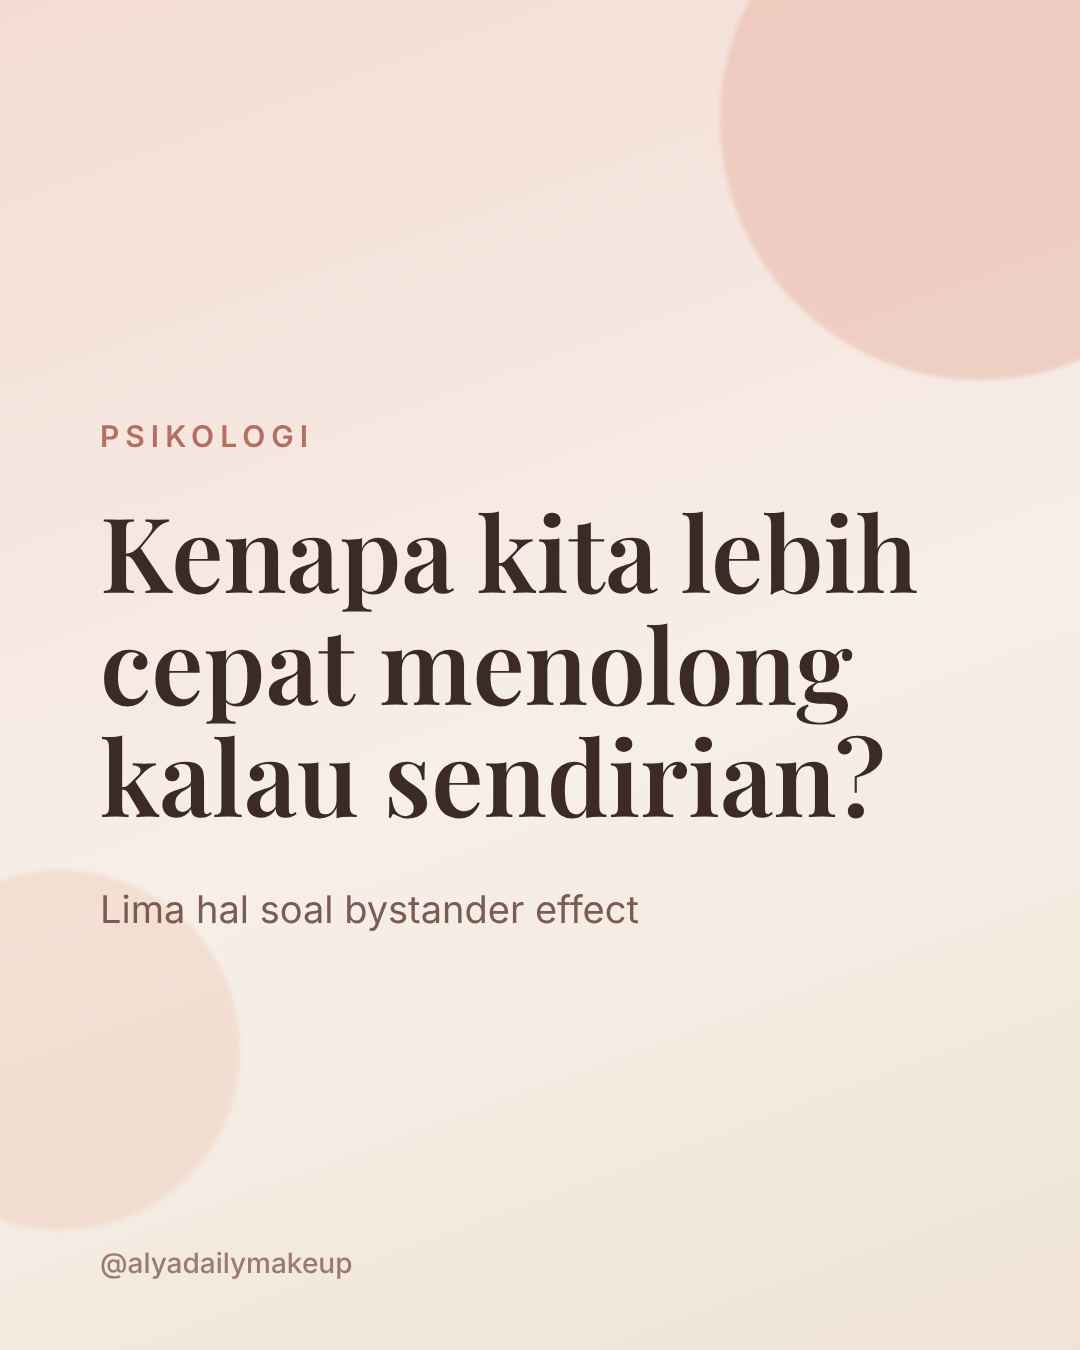 PSIKOLOGI
Kenapa kita lebih
cepat menolong
kalau sendirian?
Lima hal soal bystander effect
@alyadailymakeup